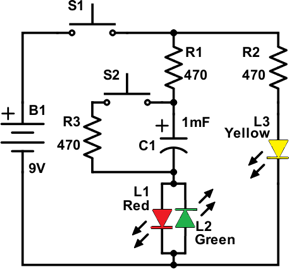 S1
R1
470
R2
470
S2
B1
9V
R3
470
1mF
C1
L3
Yellow
L1
Red
L2
Green